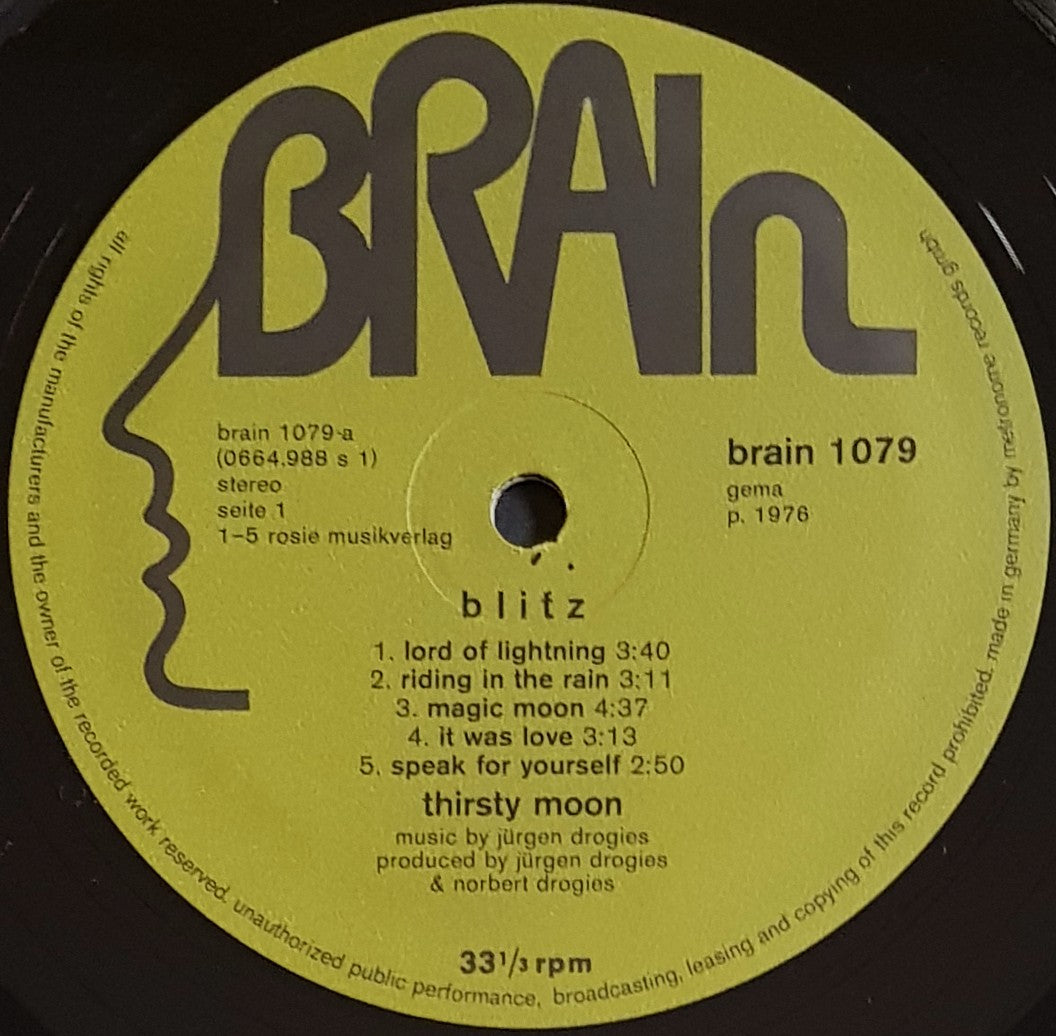 BRAIn
brain 1079-a
(0664.988 s 1)
stereo
seite 1
1-5 rosie musikverlag
brain 1079
gema
p. 1976
blitz
1. lord of lightning 3:40
2. riding in the rain 3:11
3. magic moon 4:37
4. it was love 3:13
5. speak for yourself 2:50
thirsty moon
music by jürgen drogies
produced by jürgen drogies
& norbert drogies
33 1/3 rpm
all rights of the manufacturers and the owner of the recorded work reserved. unauthorized public performance, broadcasting, leasing and copying of this record prohibited. made in germany by metronome records gmbh